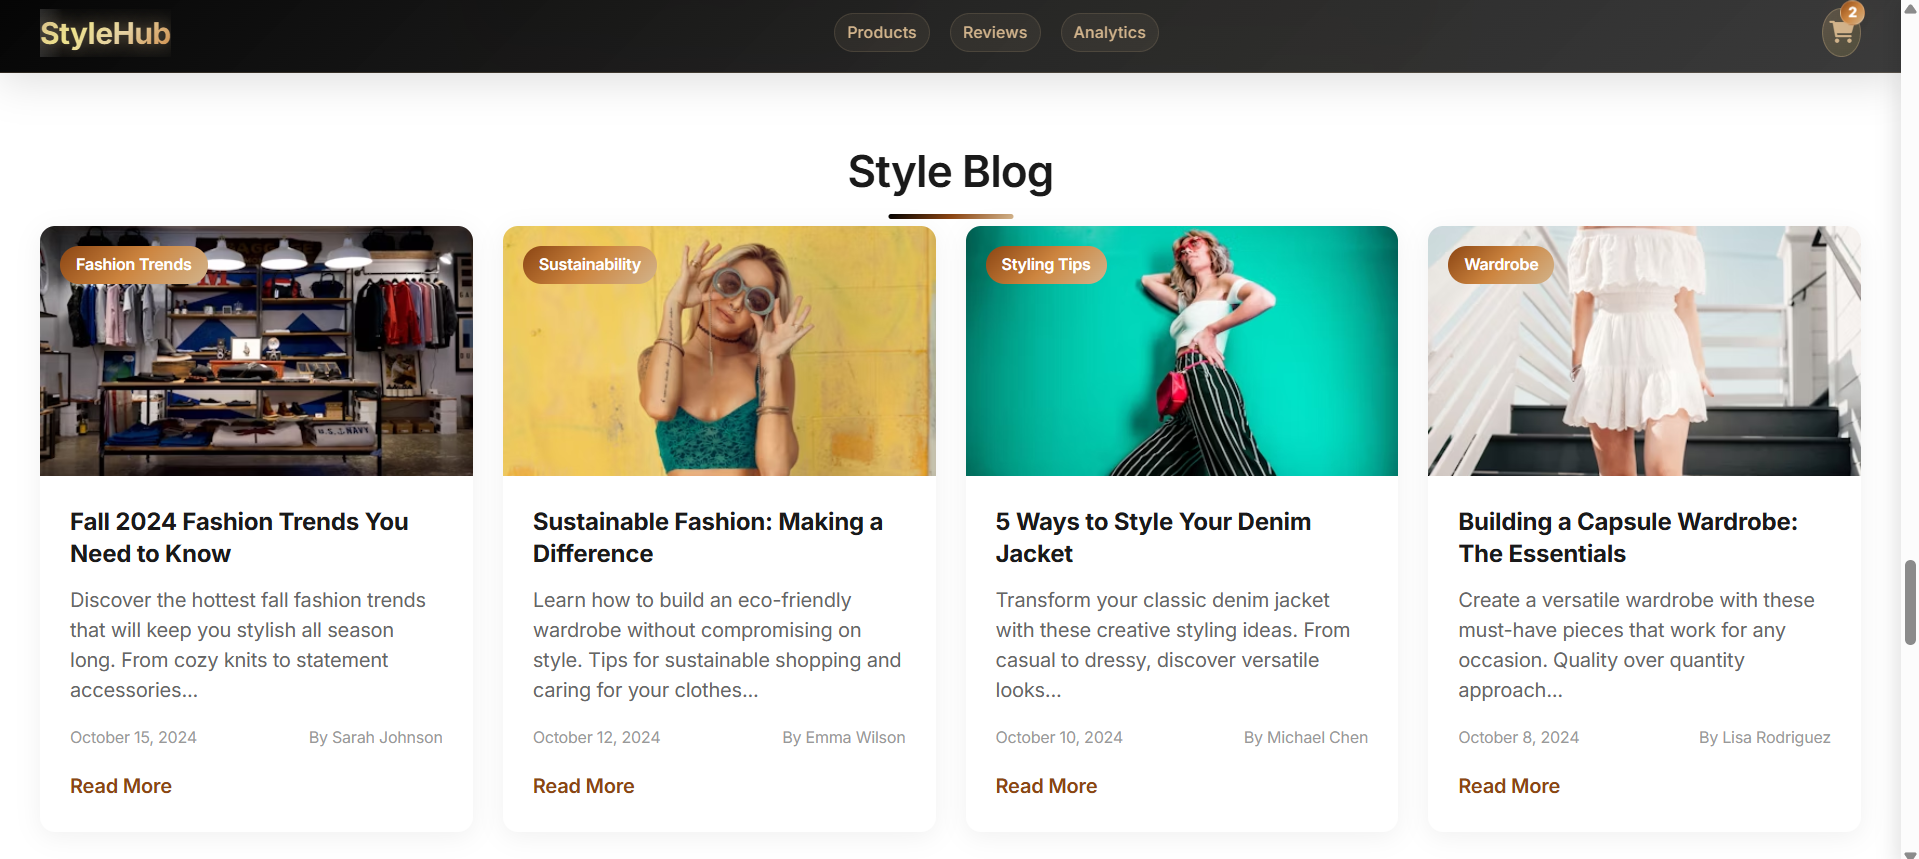 StyleHub
Products
Reviews
Analytics
2
Style Blog
Fashion Trends
U.S. NAVY
Fall 2024 Fashion Trends You
Need to Know
Discover the hottest fall fashion trends
that will keep you stylish all season
long. From cozy knits to statement
accessories...
October 15, 2024
By Sarah Johnson
Read More
Sustainability
Sustainable Fashion: Making a
Difference
Learn how to build an eco-friendly
wardrobe without compromising on
style. Tips for sustainable shopping and
caring for your clothes...
October 12, 2024
By Emma Wilson
Read More
Styling Tips
5 Ways to Style Your Denim
Jacket
Transform your classic denim jacket
with these creative styling ideas. From
casual to dressy, discover versatile
looks...
October 10, 2024
By Michael Chen
Read More
Wardrobe
Building a Capsule Wardrobe:
The Essentials
Create a versatile wardrobe with these
must-have pieces that work for any
occasion. Quality over quantity
approach...
October 8, 2024
By Lisa Rodriguez
Read More